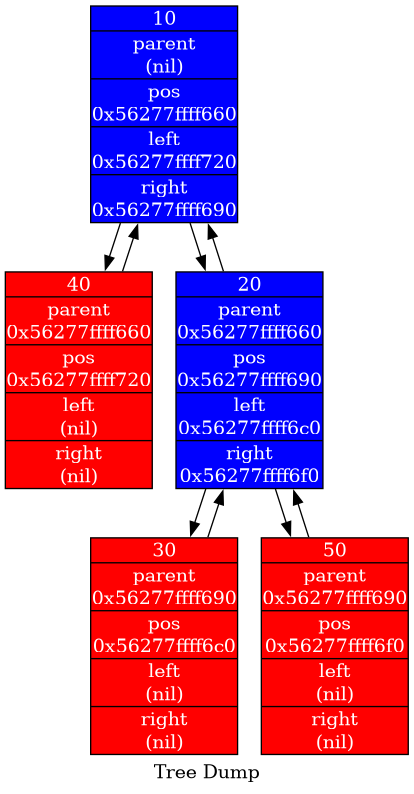 10
parent
(nil)
pos
0x56277ffff660
left
0x56277ffff720
right
0x56277ffff690
40
parent
0x56277ffff660
pos
0x56277ffff720
left
(nil)
right
(nil)
20
parent
0x56277ffff660
pos
0x56277ffff690
left
0x56277ffff6c0
right
0x56277ffff6f0
30
parent
0x56277ffff690
pos
0x56277ffff6c0
left
(nil)
right
(nil)
50
parent
0x56277ffff690
pos
0x56277ffff6f0
left
(nil)
right
(nil)
Tree Dump